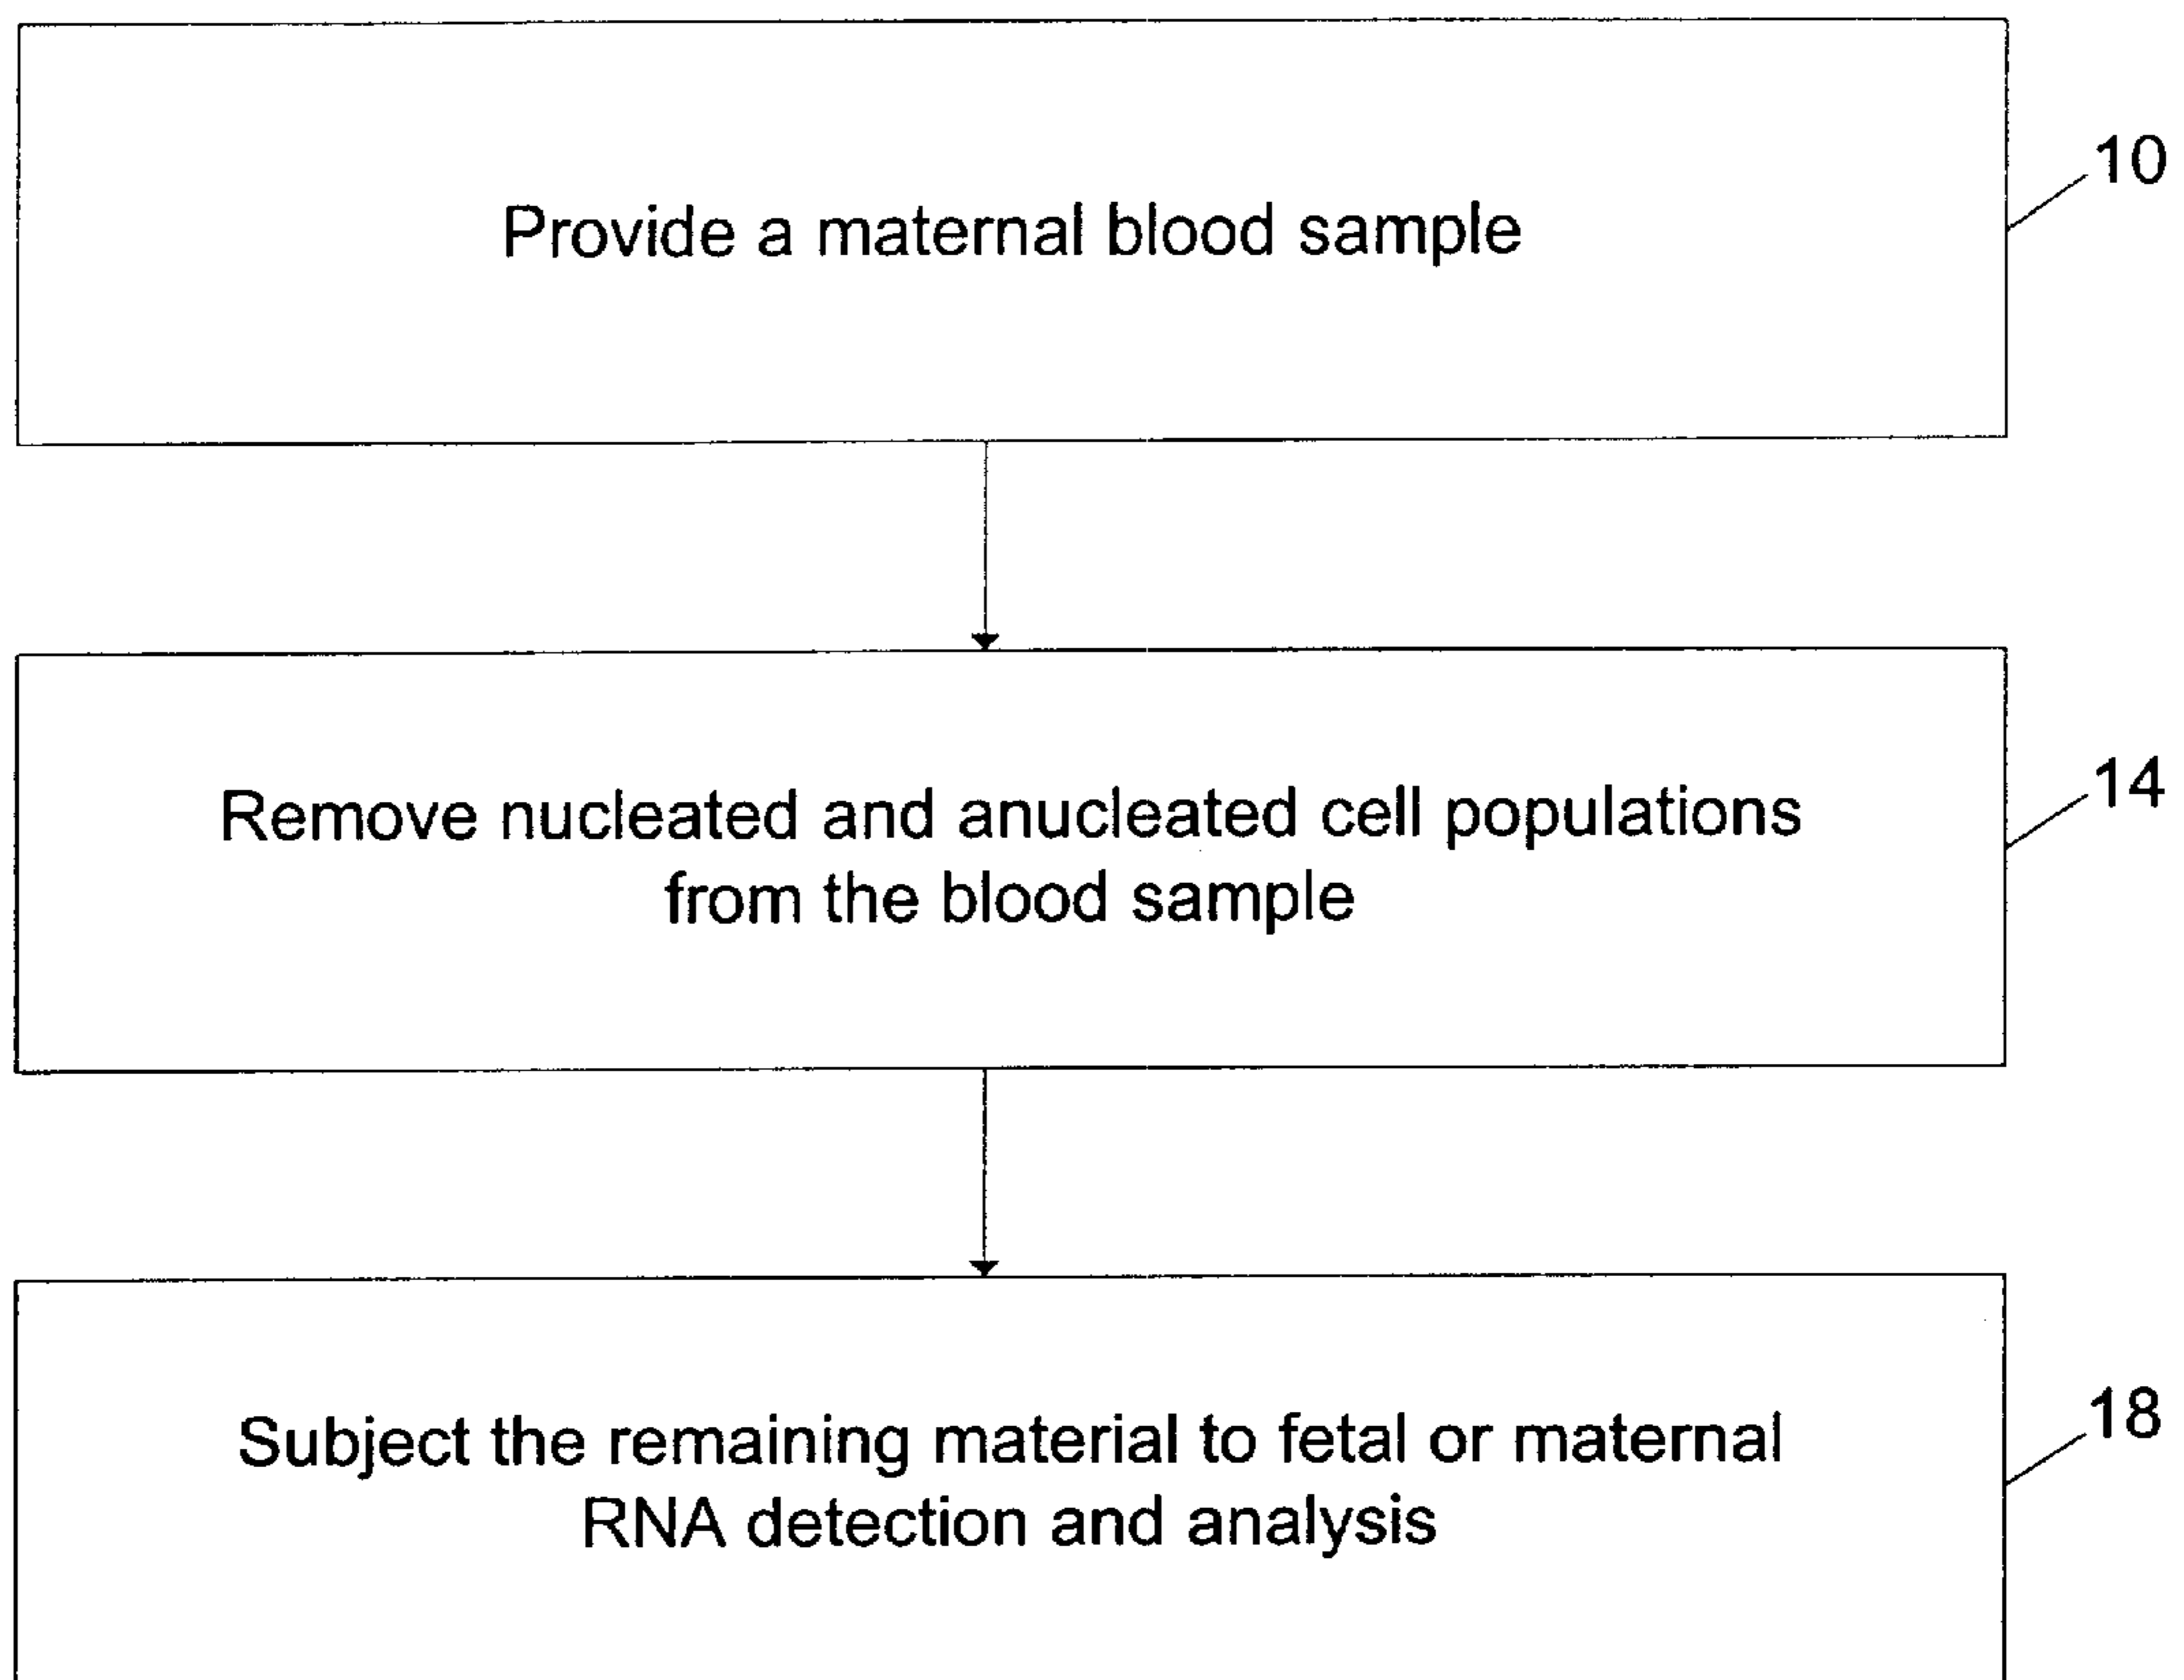 Provide a maternal blood sample
10
Remove nucleated and anucleated cell populations
from the blood sample
14
Subject the remaining material to fetal or maternal
RNA detection and analysis
18